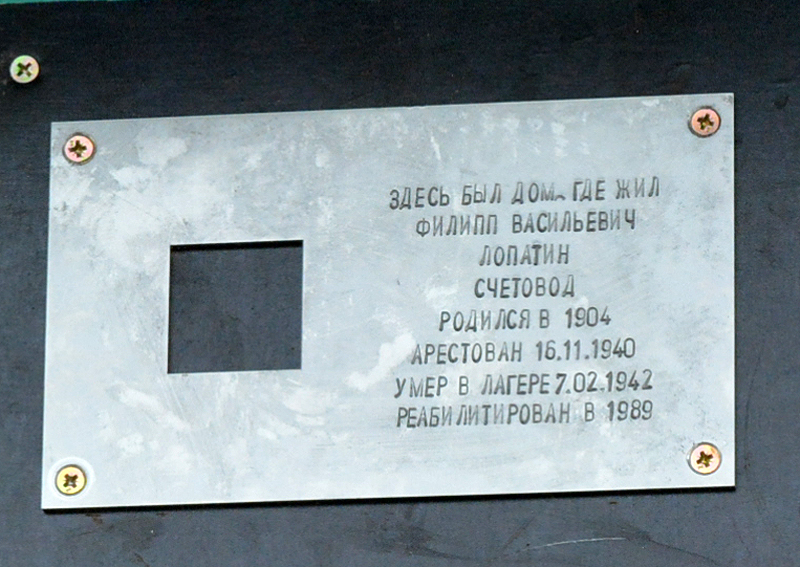 ЗДЕСЬ БЫЛ ДОМ, ГДЕ ЖИЛ
ФИЛИПП ВАСИЛЬЕВИЧ
ЛОПАТИН
СЧЕТОВОД
РОДИЛСЯ В 1904
АРЕСТОВАН 16.11.1940
УМЕР В ЛАГЕРЕ 7.02.1942
РЕАБИЛИТИРОВАН В 1989